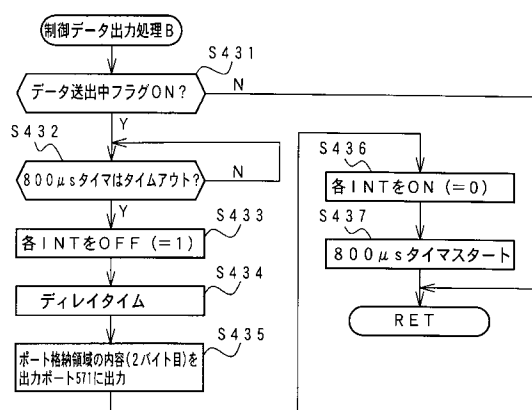 制御データ出力処理B
S431
データ送出中フラグON?
N
Y
S432
800μsタイマはタイムアウト?
N
Y
S433
各INTをOFF(=1)
S434
ディレイタイム
S435
ポート格納領域の内容(2バイト目)を
出力ポート571に出力
S436
各INTをON(=0)
S437
800μsタイマスタート
RET